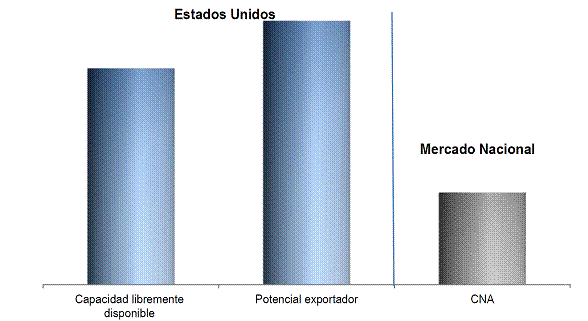 Estados Unidos
Mercado Nacional
Capacidad libremente
disponible
Potencial exportador
CNA